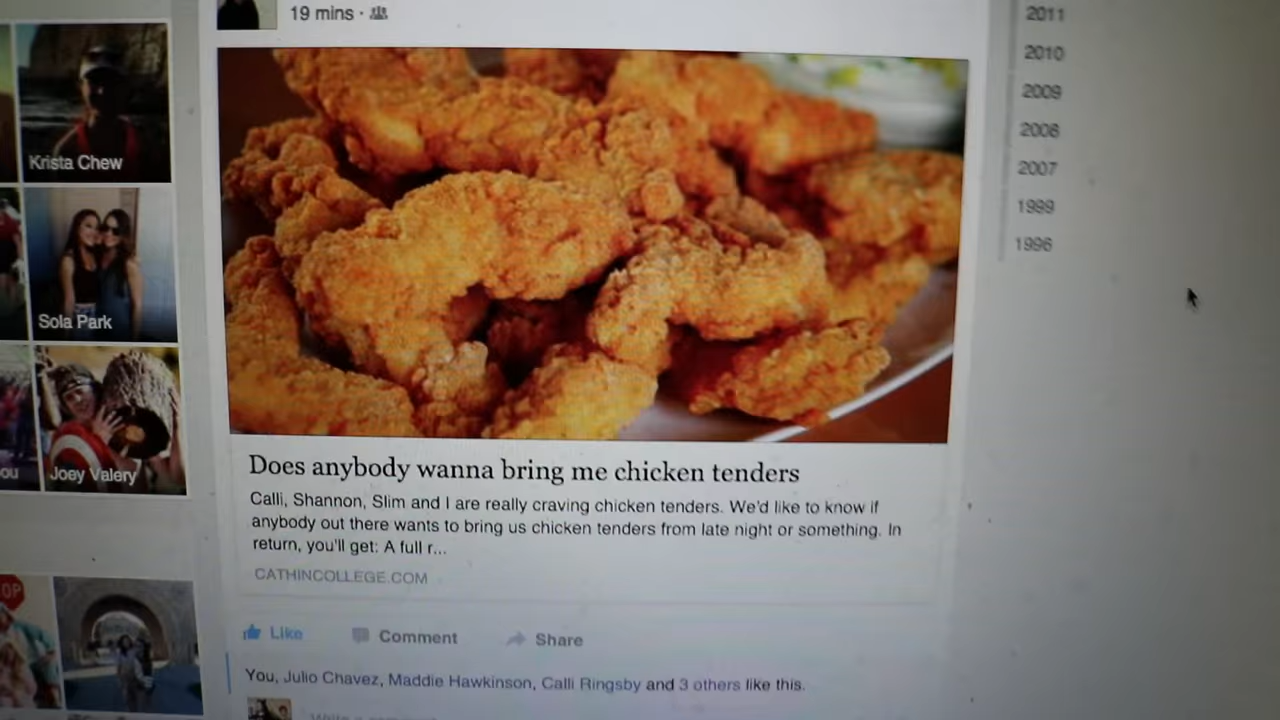 19 mins ·
2011
2010
2009
2008
2007
1999
1996
Krista Chew
Sola Park
ou
Joey Valery
OP
Does anybody wanna bring me chicken tenders
Calli, Shannon, Slim and I are really craving chicken tenders. We'd like to know if
anybody out there wants to bring us chicken tenders from late night or something. In
return, you'll get: A full r...
CATHINCOLLEGE.COM
Like Comment Share
You, Julio Chavez, Maddie Hawkinson, Calli Ringsby and 3 others like this.